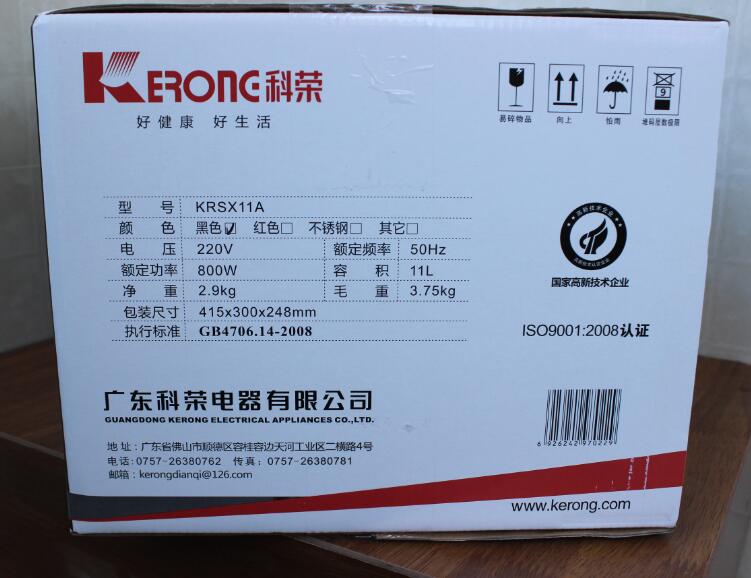 KERONG科荣
好健康 好生活
易碎物品 向上 怕雨 堆码层数极限
9
型号 KRSX11A
颜色 黑色☑ 红色□ 不锈钢□ 其它□
电压 220V 额定频率 50Hz
额定功率 800W 容积 11L
净重 2.9kg 毛重 3.75kg
包装尺寸 415x300x248mm
执行标准 GB4706.14-2008
高新技术企业
国家高新技术企业
ISO9001:2008认证
广东科荣电器有限公司
GUANGDONG KERONG ELECTRICAL APPLIANCES CO.,LTD.
地址:广东省佛山市顺德区容桂容边天河工业区二横路4号
电话:0757-26380762 传真:0757-26380781
邮箱:kerongdianqi@126.com
6 926242 970229
www.kerong.com